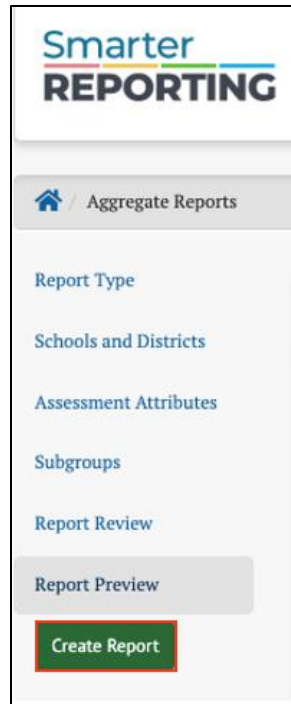 Smarter
REPORTING
/ Aggregate Reports
Report Type
Schools and Districts
Assessment Attributes
Subgroups
Report Review
Report Preview
Create Report